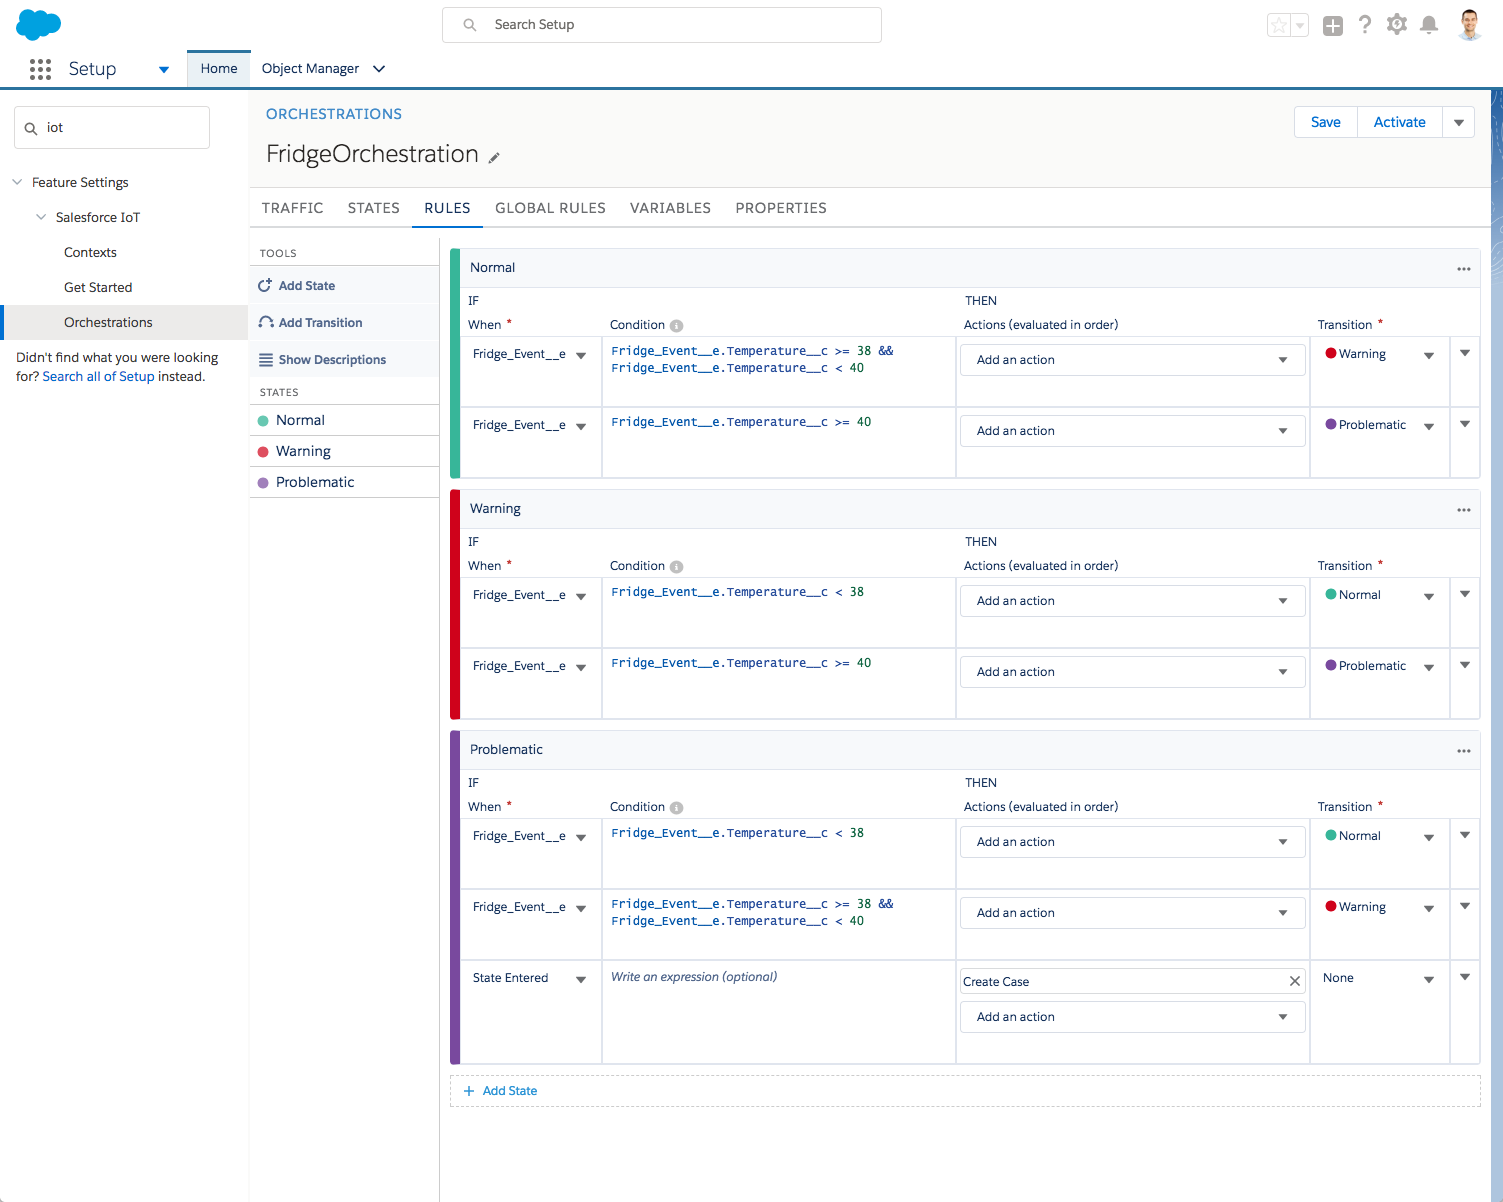 Search Setup
Setup
Home
Object Manager
iot
Feature Settings
Salesforce IoT
Contexts
Get Started
Orchestrations
Didn't find what you were looking
for? Search all of Setup instead.
ORCHESTRATIONS
FridgeOrchestration
Save
Activate
TRAFFIC
STATES
RULES
GLOBAL RULES
VARIABLES
PROPERTIES
TOOLS
Add State
Add Transition
Show Descriptions
STATES
Normal
Warning
Problematic
Normal
IF
THEN
When *
Condition
Actions (evaluated in order)
Transition *
Fridge_Event__e
Fridge_Event__e.Temperature__c >= 38 &&
Fridge_Event__e.Temperature__c < 40
Add an action
Warning
Fridge_Event__e
Fridge_Event__e.Temperature__c >= 40
Add an action
Problematic
Warning
IF
THEN
When *
Condition
Actions (evaluated in order)
Transition *
Fridge_Event__e
Fridge_Event__e.Temperature__c < 38
Add an action
Normal
Fridge_Event__e
Fridge_Event__e.Temperature__c >= 40
Add an action
Problematic
Problematic
IF
THEN
When *
Condition
Actions (evaluated in order)
Transition *
Fridge_Event__e
Fridge_Event__e.Temperature__c < 38
Add an action
Normal
Fridge_Event__e
Fridge_Event__e.Temperature__c >= 38 &&
Fridge_Event__e.Temperature__c < 40
Add an action
Warning
State Entered
Write an expression (optional)
Create Case
Add an action
None
+ Add State